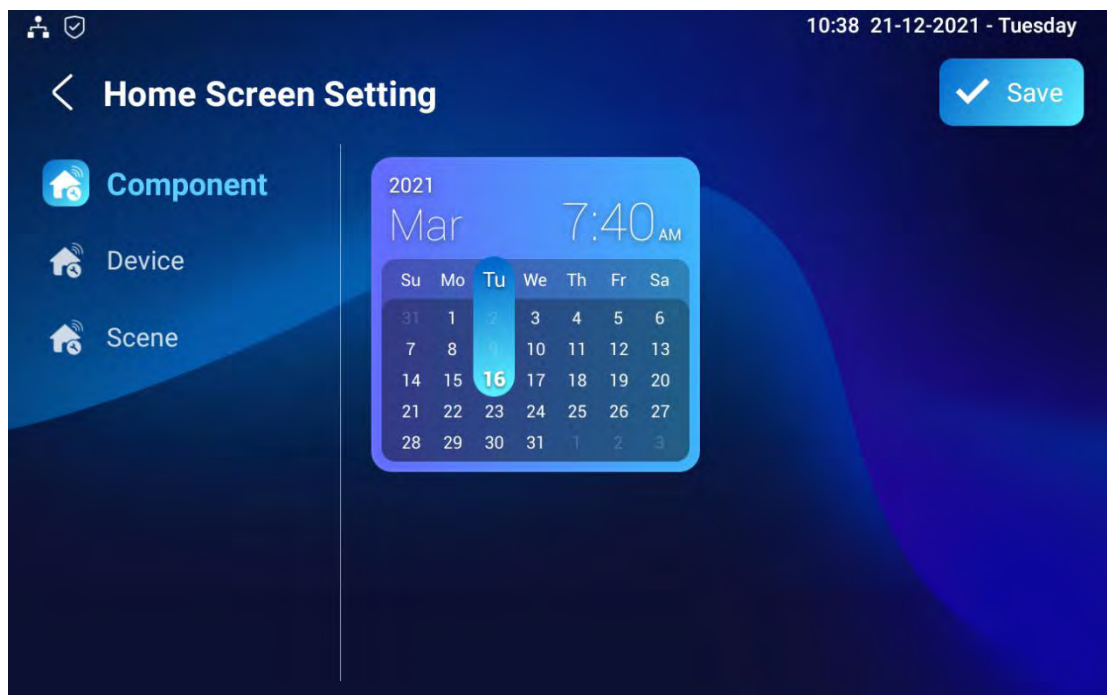 10:38 21-12-2021 - Tuesday
Home Screen Setting
Save
Component
Device
Scene
2021
Mar 7:40 AM
Su Mo Tu We Th Fr Sa
31 1 2 3 4 5 6
7 8 9 10 11 12 13
14 15 16 17 18 19 20
21 22 23 24 25 26 27
28 29 30 31 1 2 3